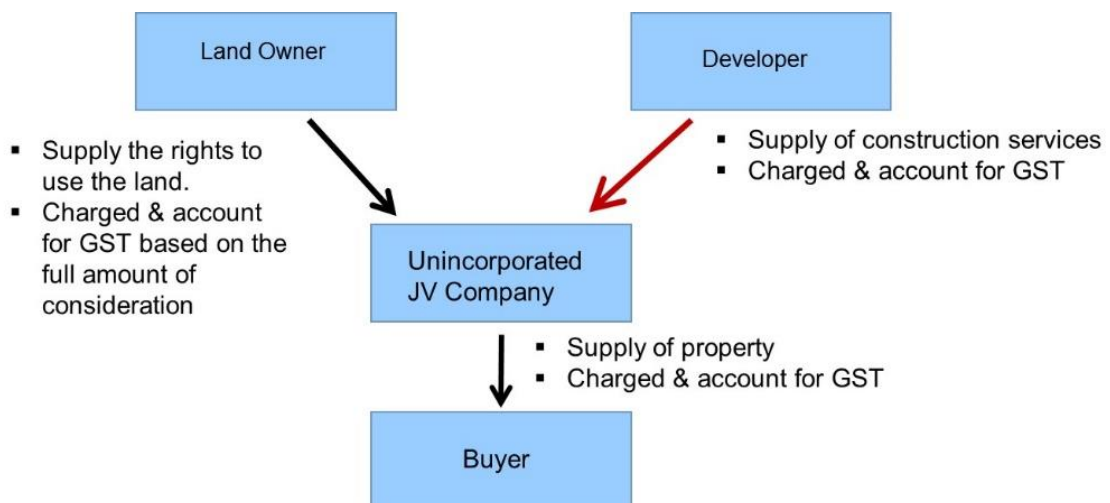 Land Owner
Developer
▪ Supply the rights to
use the land.
▪ Charged & account
for GST based on the
full amount of
consideration
▪ Supply of construction services
▪ Charged & account for GST
Unincorporated
JV Company
▪ Supply of property
▪ Charged & account for GST
Buyer